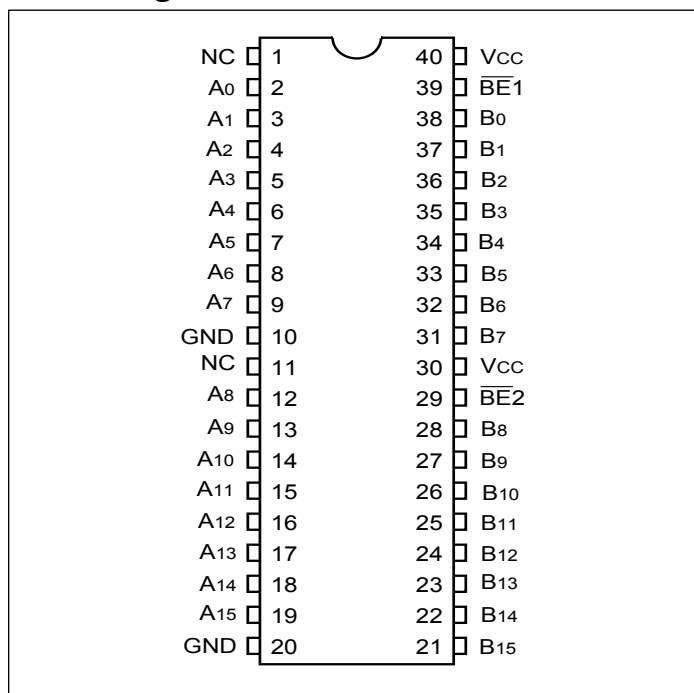 NC 1 40 VCC
A0 2 39 B̅E̅1
A1 3 38 B0
A2 4 37 B1
A3 5 36 B2
A4 6 35 B3
A5 7 34 B4
A6 8 33 B5
A7 9 32 B6
GND 10 31 B7
NC 11 30 VCC
A8 12 29 B̅E̅2
A9 13 28 B8
A10 14 27 B9
A11 15 26 B10
A12 16 25 B11
A13 17 24 B12
A14 18 23 B13
A15 19 22 B14
GND 20 21 B15